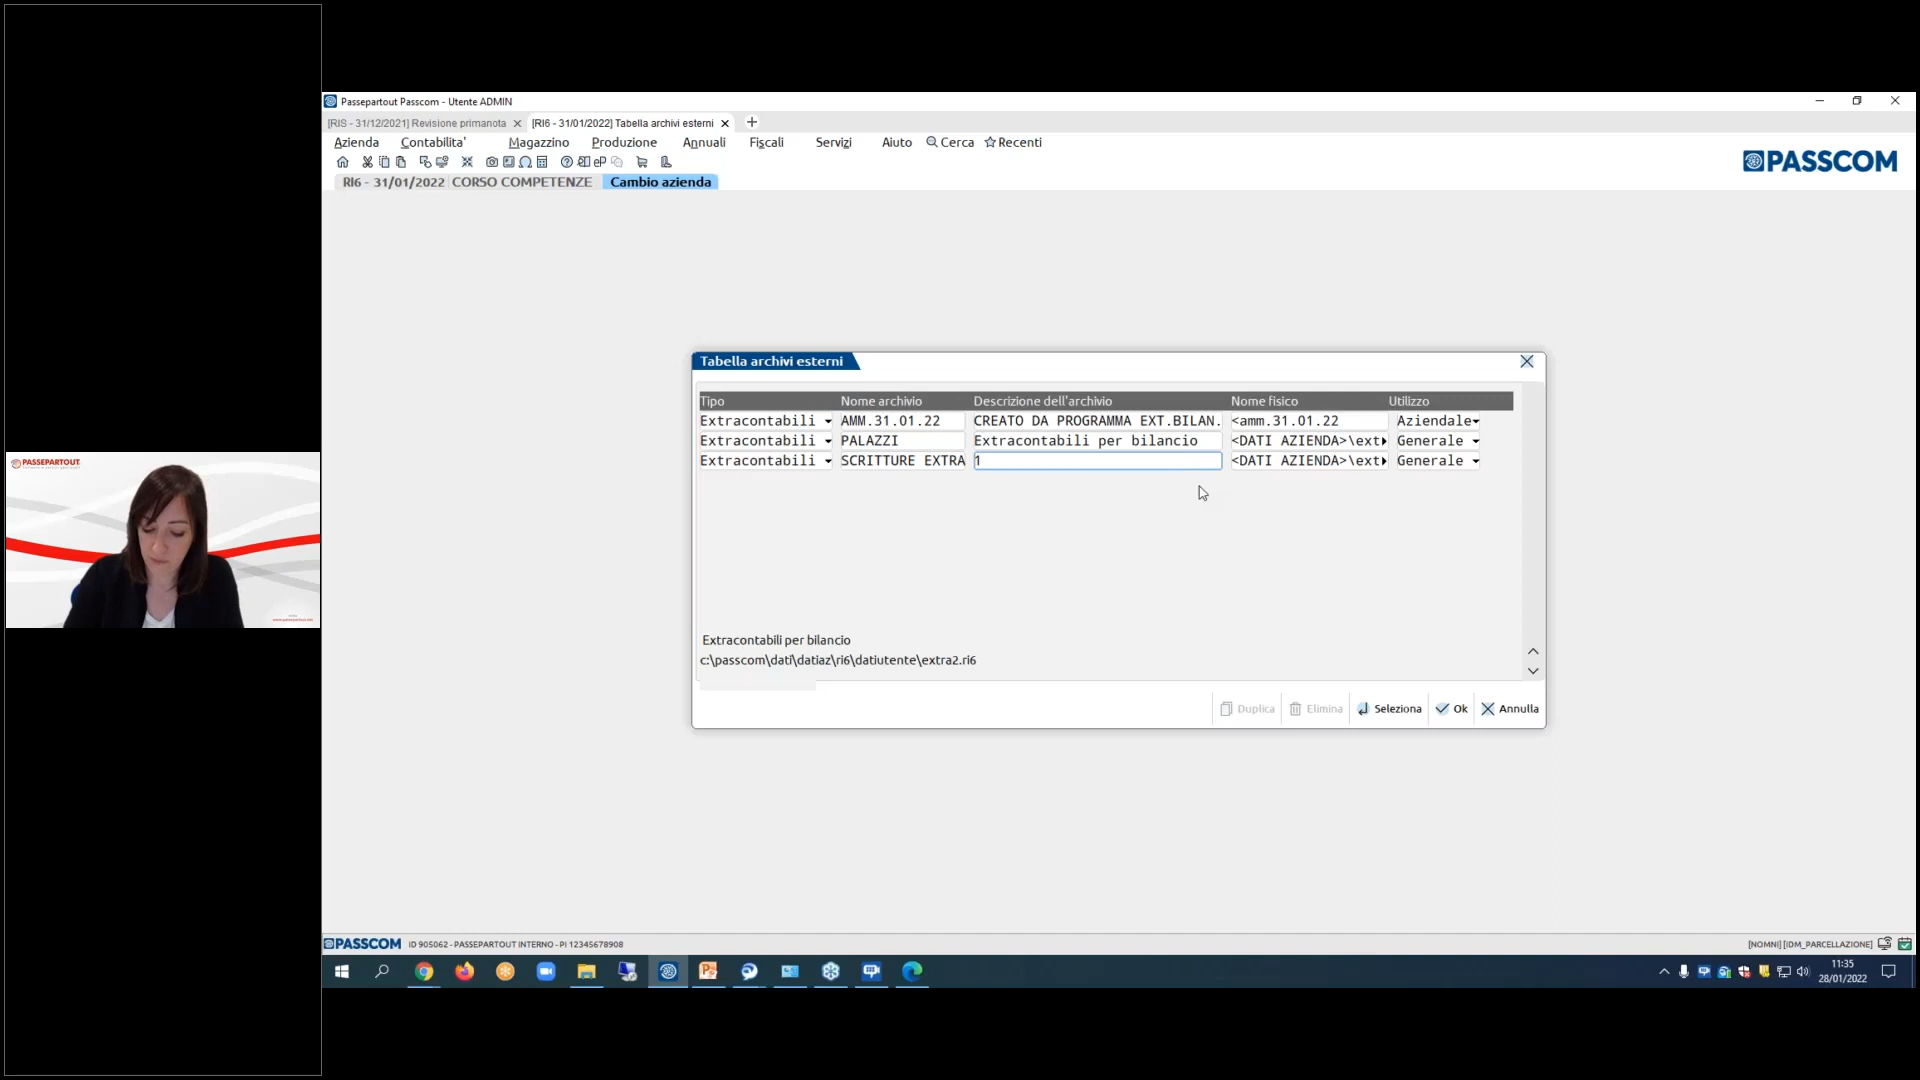 Passepartout Passcom - Utente ADMIN
[RIS - 31/12/2021] Revisione primanota
[RI6 - 31/01/2022] Tabella archivi esterni
Azienda Contabilita' Magazzino Produzione Annuali Fiscali Servizi Aiuto Cerca Recenti
PASSCOM
RI6 - 31/01/2022 CORSO COMPETENZE Cambio azienda
Tabella archivi esterni
Tipo Nome archivio Descrizione dell'archivio Nome fisico Utilizzo
Extracontabili AMM.31.01.22 CREATO DA PROGRAMMA EXT.BILAN. <amm.31.01.22 Aziendale
Extracontabili PALAZZI Extracontabili per bilancio <DATI AZIENDA>\ext Generale
Extracontabili SCRITTURE EXTRA 1 <DATI AZIENDA>\ext Generale
PASSEPARTOUT
Extracontabili per bilancio
c:\passcom\dati\datiaz\ri6\datiutente\extra2.ri6
Duplica Elimina Seleziona Ok Annulla
PASSCOM ID 905062 - PASSEPARTOUT INTERNO - PI 12345678908
[NOMNI] [IDM_PARCELLAZIONE]
11:35
28/01/2022